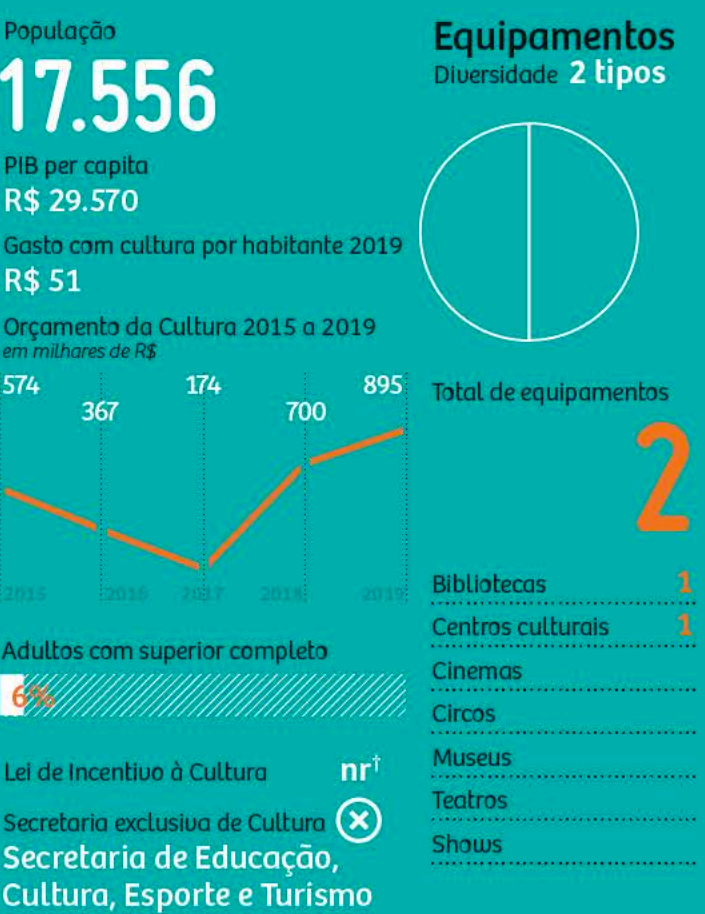 População
17.556
PIB per capita
R$ 29.570
Gasto com cultura por habitante 2019
R$ 51
Orçamento da Cultura 2015 a 2019
em milhares de R$
574 367 174 700 895
2015 2016 2017 2018 2019
Adultos com superior completo
6%
Lei de Incentivo à Cultura nr†
Secretaria exclusiva de Cultura
Secretaria de Educação,
Cultura, Esporte e Turismo
Equipamentos
Diversidade 2 tipos
Total de equipamentos
2
Bibliotecas 1
Centros culturais 1
Cinemas
Circos
Museus
Teatros
Shows